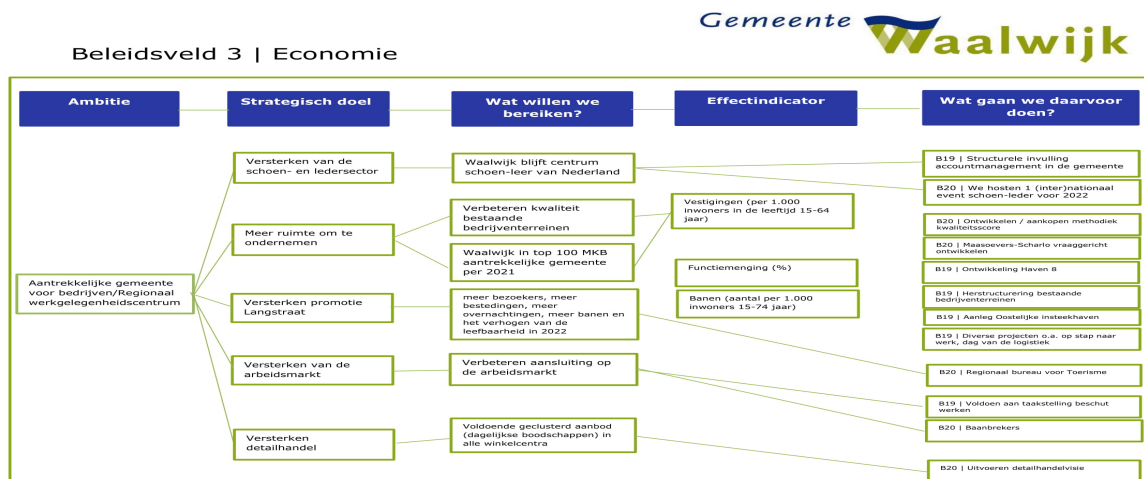 Gemeente
Waalwijk
Beleidsveld 3 | Economie
Ambitie
Strategisch doel
Wat willen we
bereiken?
Effectindicator
Wat gaan we daarvoor
doen?
Aantrekkelijke gemeente
voor bedrijven/Regionaal
werkgelegenheidscentrum
Versterken van de
schoen- en ledersector
Meer ruimte om te
ondernemen
Versterken promotie
Langstraat
Versterken van de
arbeidsmarkt
Versterken
detailhandel
Waalwijk blijft centrum
schoen-leer van Nederland
Verbeteren kwaliteit
bestaande
bedrijventerreinen
Waalwijk in top 100 MKB
aantrekkelijke gemeente
per 2021
meer bezoekers, meer
bestedingen, meer
overnachtingen, meer banen en
het verhogen van de
leefbaarheid in 2022
Verbeteren aansluiting op
de arbeidsmarkt
Voldoende geclusterd aanbod
(dagelijkse boodschappen) in
alle winkelcentra
Vestigingen (per 1.000
inwoners in de leeftijd 15-64
jaar)
Functiemenging (%)
Banen (aantal per 1.000
inwoners 15-74 jaar)
B19 | Structurele invulling
accountmanagement in de gemeente
B20 | We hosten 1 (inter)nationaal
event schoen-leder voor 2022
B20 | Ontwikkelen / aankopen methodiek
kwaliteitsscore
B20 | Maasoevers-Scharlo vraaggericht
ontwikkelen
B19 | Ontwikkeling Haven 8
B19 | Herstructurering bestaande
bedrijventerreinen
B19 | Aanleg Oostelijke insteekhaven
B19 | Diverse projecten o.a. op stap naar
werk, dag van de logistiek
B20 | Regionaal bureau voor Toerisme
B19 | Voldoen aan taakstelling beschut
werken
B20 | Baanbrekers
B20 | Uitvoeren detailhandelvisie